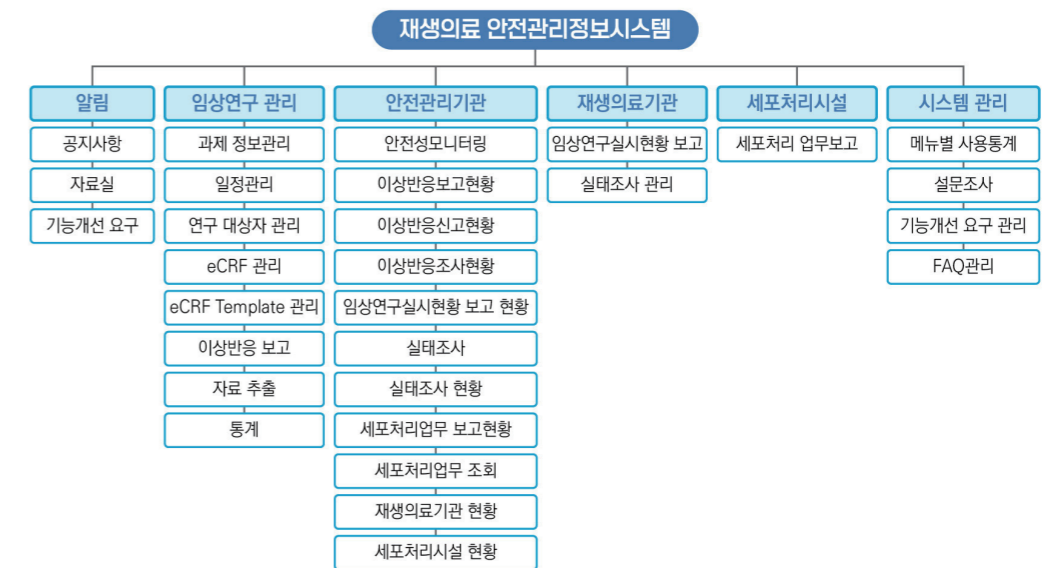 재생의료 안전관리정보시스템
알림
공지사항
자료실
기능개선 요구
임상연구 관리
과제 정보관리
일정관리
연구 대상자 관리
eCRF 관리
eCRF Template 관리
이상반응 보고
자료 추출
통계
안전관리기관
안전성모니터링
이상반응보고현황
이상반응신고현황
이상반응조사현황
임상연구실시현황 보고 현황
실태조사
실태조사 현황
세포처리업무 보고현황
세포처리업무 조회
재생의료기관 현황
세포처리시설 현황
재생의료기관
임상연구실시현황 보고
실태조사 관리
세포처리시설
세포처리 업무보고
시스템 관리
메뉴별 사용통계
설문조사
기능개선 요구 관리
FAQ관리